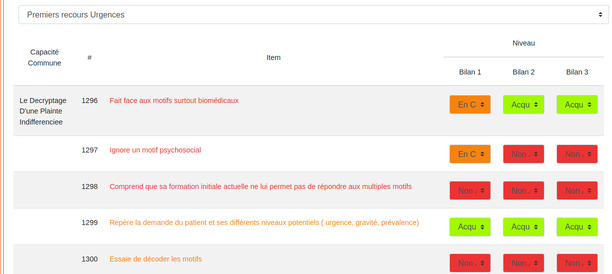 Premiers recours Urgences
Capacité
Commune
#
Item
Niveau
Bilan 1
Bilan 2
Bilan 3
Le Decryptage
D'une Plainte
Indifferenciee
1296
Fait face aux motifs surtout biomédicaux
En C
Acqu
Acqu
1297
Ignore un motif psychosocial
En C
Non
Non
1298
Comprend que sa formation initiale actuelle ne lui permet pas de répondre aux multiples motifs
Non
Non
Non
1299
Repère la demande du patient et ses différents niveaux potentiels ( urgence, gravité, prévalence)
Acqu
Acqu
Acqu
1300
Essaie de décoder les motifs
Non
Non
Non